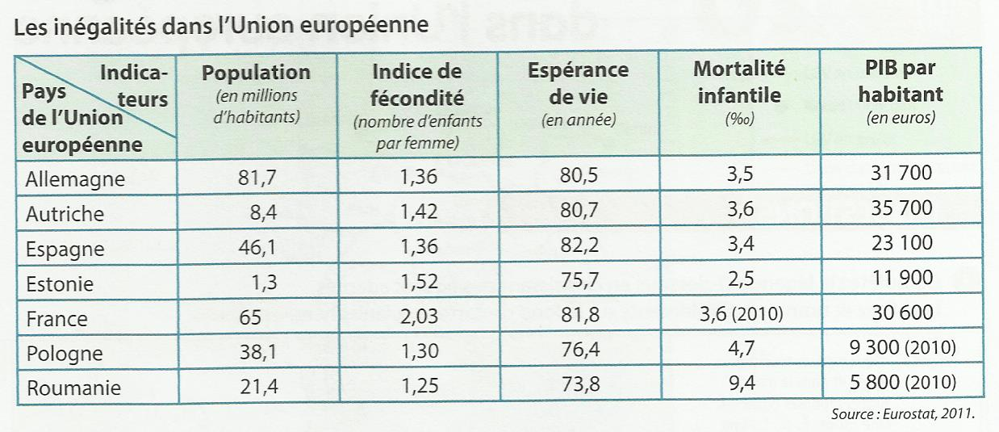 Les inégalités dans l'Union européenne
Indica-
teurs
Pays
de l'Union
européenne
Population
(en millions
d'habitants)
Indice de
fécondité
(nombre d'enfants
par femme)
Espérance
de vie
(en année)
Mortalité
infantile
(‰)
PIB par
habitant
(en euros)
Allemagne 81,7 1,36 80,5 3,5 31 700
Autriche 8,4 1,42 80,7 3,6 35 700
Espagne 46,1 1,36 82,2 3,4 23 100
Estonie 1,3 1,52 75,7 2,5 11 900
France 65 2,03 81,8 3,6 (2010) 30 600
Pologne 38,1 1,30 76,4 4,7 9 300 (2010)
Roumanie 21,4 1,25 73,8 9,4 5 800 (2010)
Source : Eurostat, 2011.